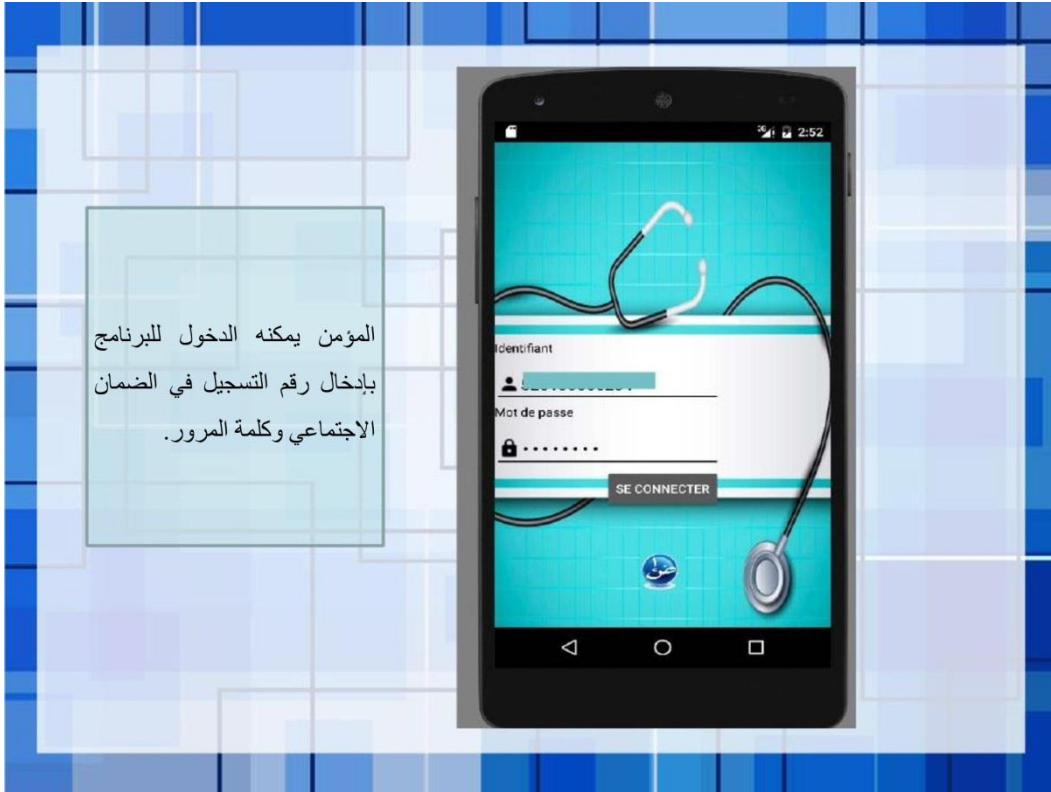 المؤمن يمكنه الدخول للبرنامج
بإدخال رقم التسجيل في الضمان
الاجتماعي وكلمة المرور.
2:52
Identifiant
Mot de passe
SE CONNECTER